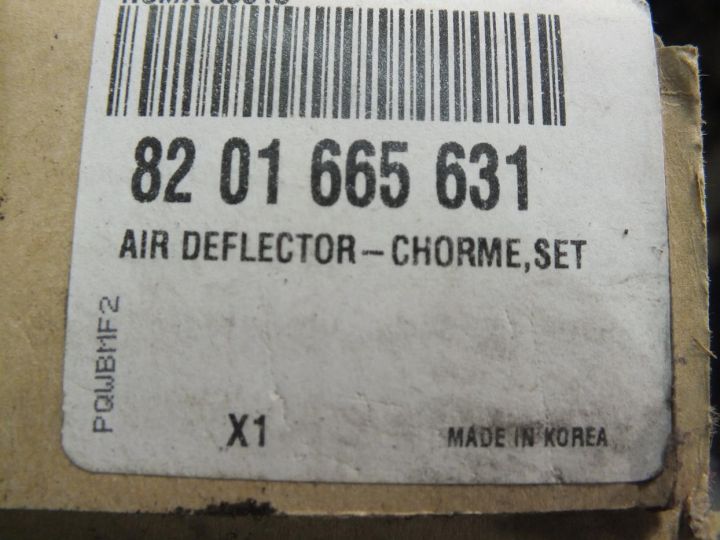 82 01 665 631
AIR DEFLECTOR-CHORME,SET
PQWBMF2
X1
MADE IN KOREA